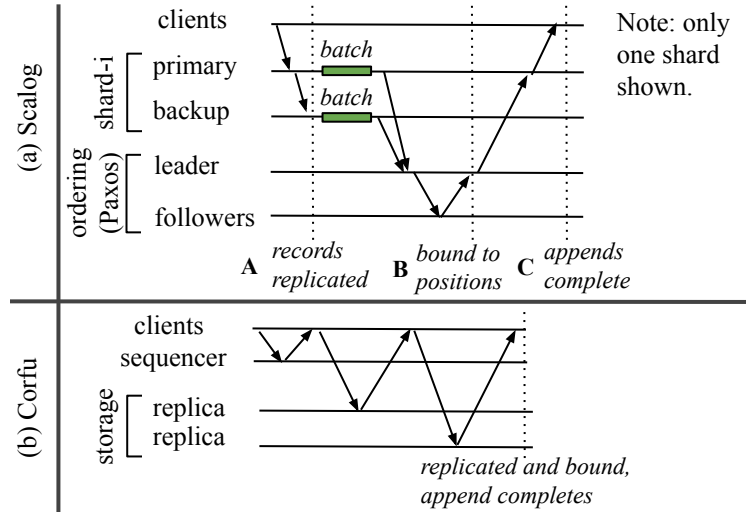 (a) Scalog
clients
shard-i
primary
batch
backup
batch
ordering
(Paxos)
leader
followers
Note: only
one shard
shown.
A
records
replicated
B
bound to
positions
C
appends
complete
(b) Corfu
clients
sequencer
storage
replica
replica
replicated and bound,
append completes